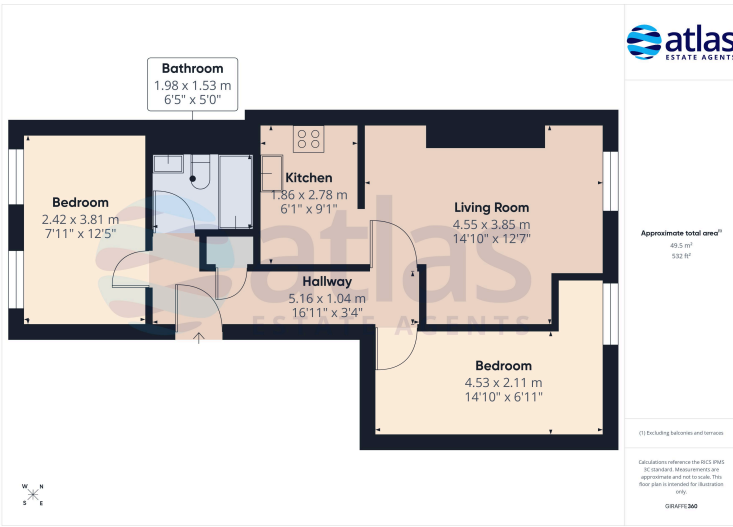 Bathroom
1.98 x 1.53 m
6'5" x 5'0"
Bedroom
2.42 x 3.81 m
7'11" x 12'5"
Kitchen
1.86 x 2.78 m
6'1" x 9'1"
Living Room
4.55 x 3.85 m
14'10" x 12'7"
Hallway
5.16 x 1.04 m
16'11" x 3'4"
Bedroom
4.53 x 2.11 m
14'10" x 6'11"
atlas
ESTATE AGENTS
W N
S E
atlas
ESTATE AGENTS
Approximate total area⁽¹⁾
49.5 m²
532 ft²
(1) Excluding balconies and terraces
Calculations reference the RICS IPMS
3C standard. Measurements are
approximate and not to scale. This
floor plan is intended for illustration
only.
GIRAFFE360